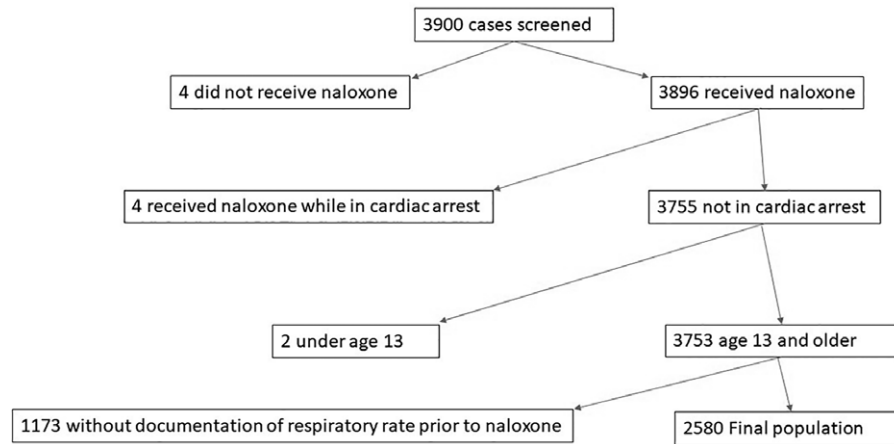 3900 cases screened
4 did not receive naloxone
3896 received naloxone
4 received naloxone while in cardiac arrest
3755 not in cardiac arrest
2 under age 13
3753 age 13 and older
1173 without documentation of respiratory rate prior to naloxone
2580 Final population